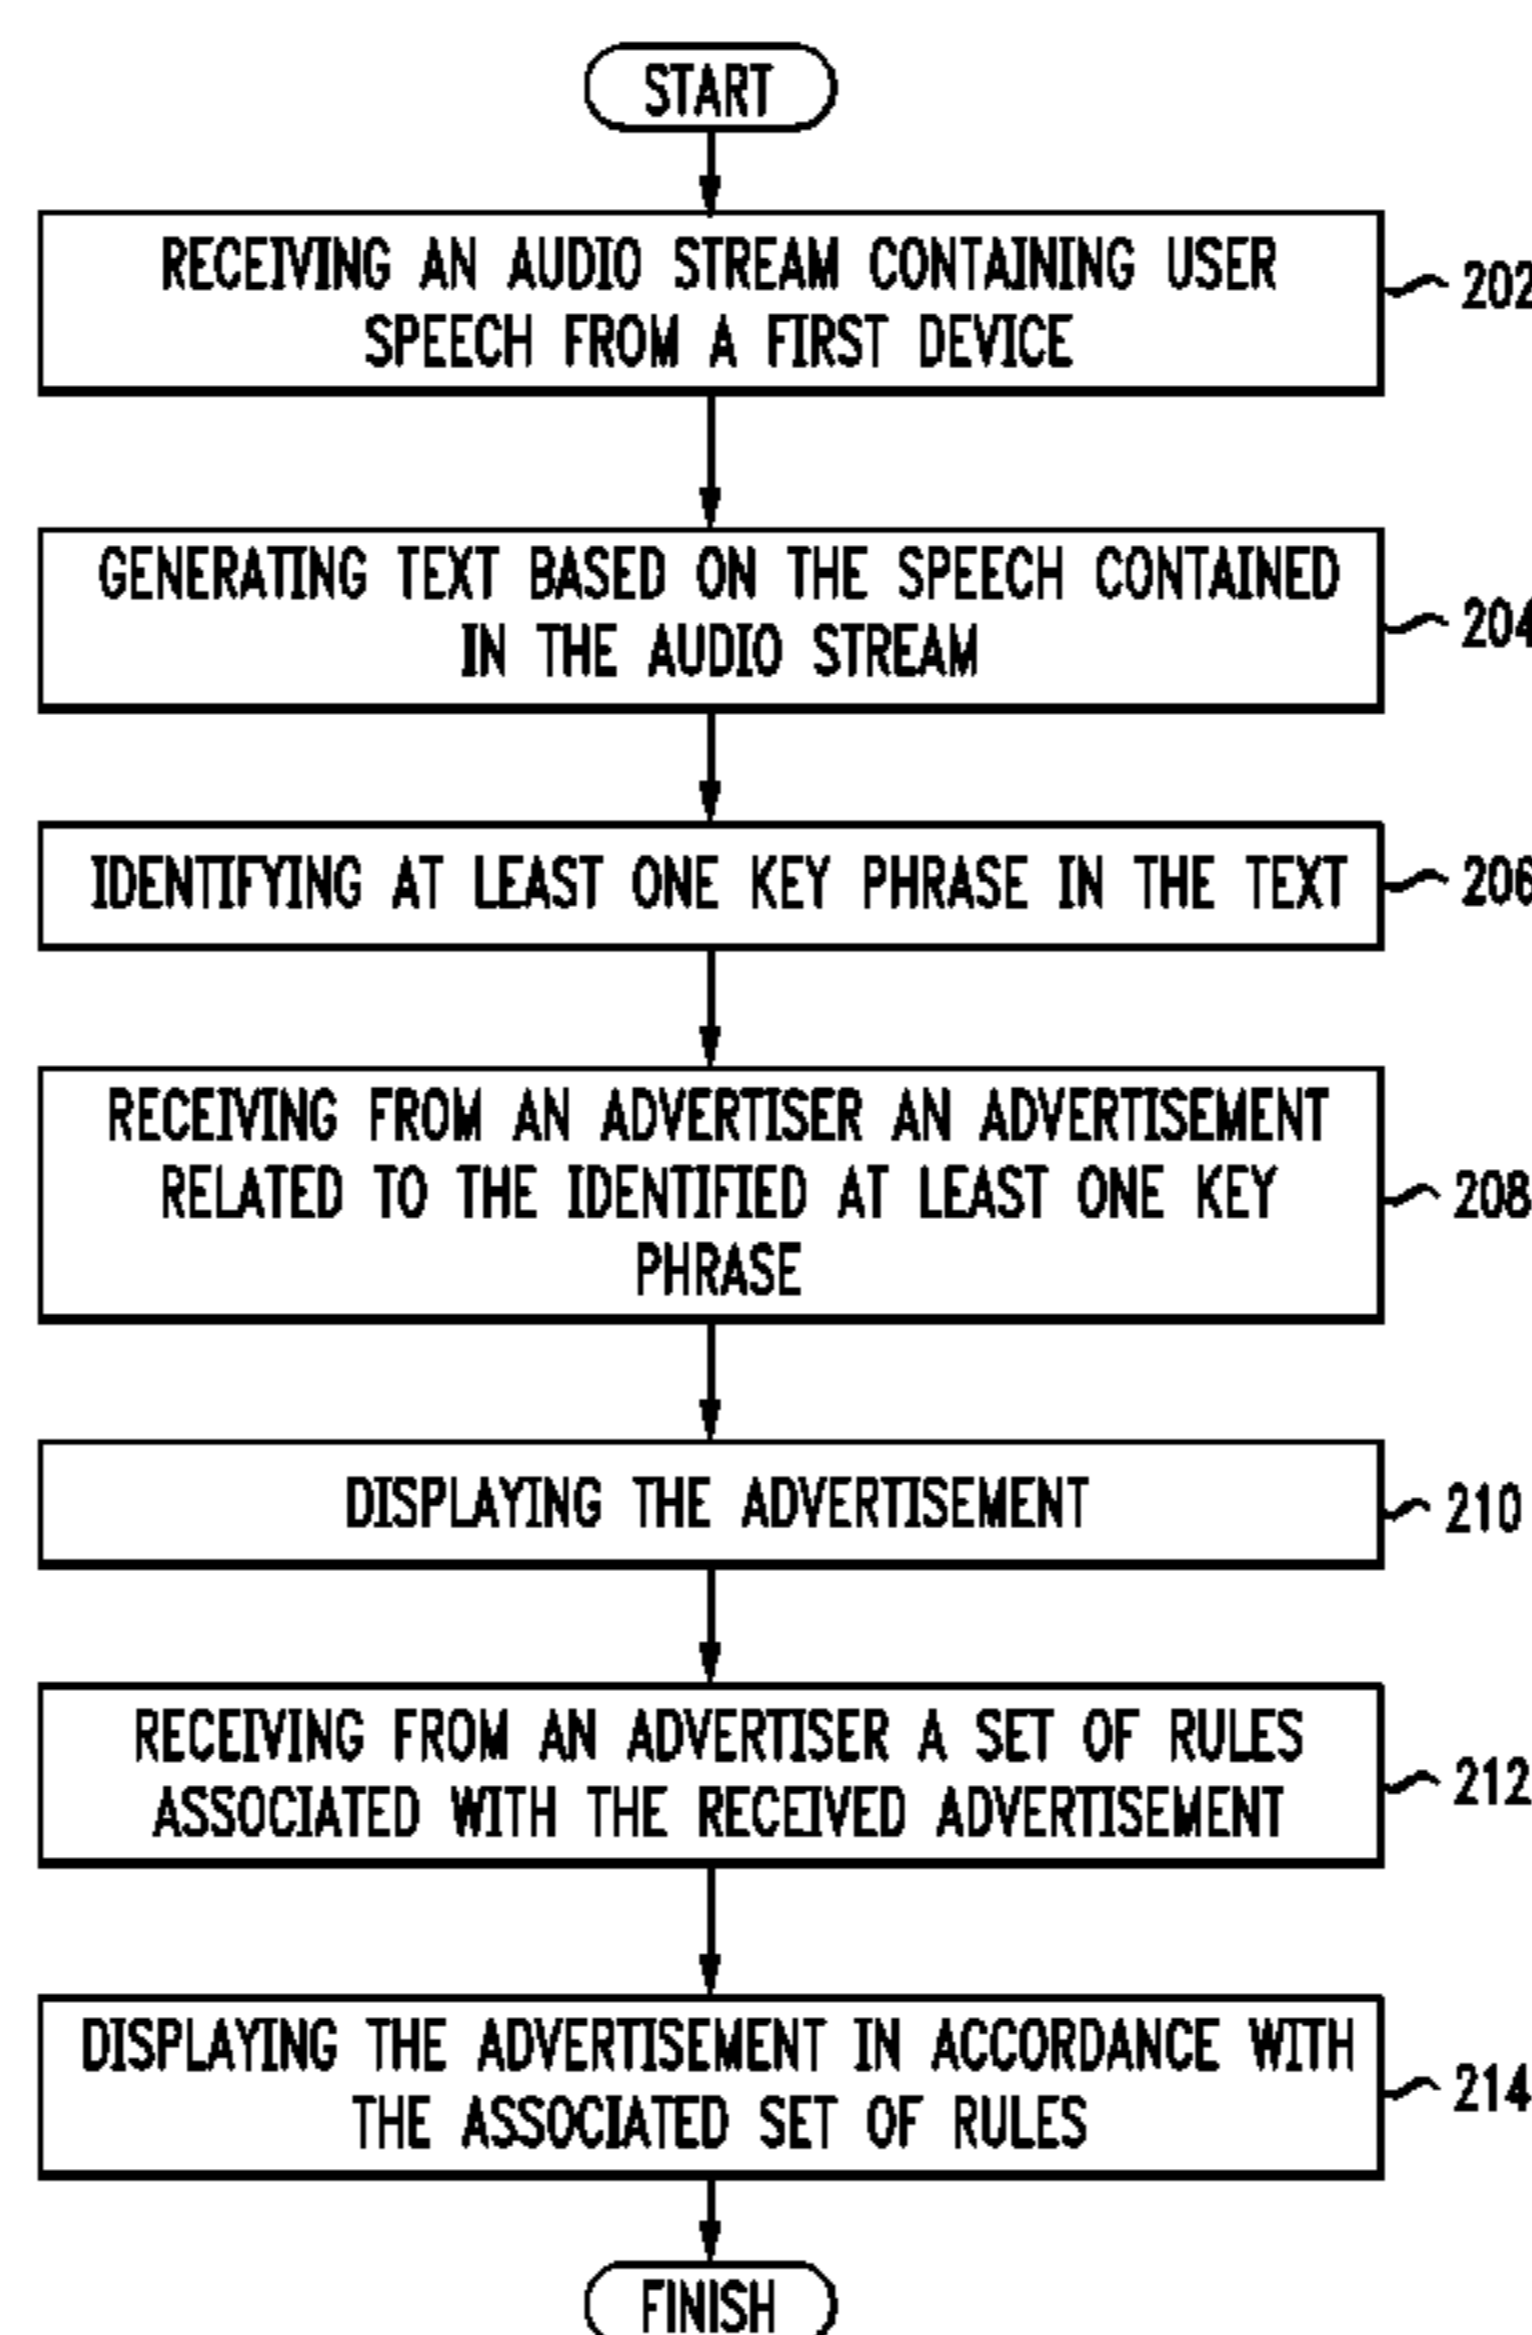 START
RECEIVING AN AUDIO STREAM CONTAINING USER
SPEECH FROM A FIRST DEVICE
202
GENERATING TEXT BASED ON THE SPEECH CONTAINED
IN THE AUDIO STREAM
204
IDENTIFYING AT LEAST ONE KEY PHRASE IN THE TEXT
206
RECEIVING FROM AN ADVERTISER AN ADVERTISEMENT
RELATED TO THE IDENTIFIED AT LEAST ONE KEY
PHRASE
208
DISPLAYING THE ADVERTISEMENT
210
RECEIVING FROM AN ADVERTISER A SET OF RULES
ASSOCIATED WITH THE RECEIVED ADVERTISEMENT
212
DISPLAYING THE ADVERTISEMENT IN ACCORDANCE WITH
THE ASSOCIATED SET OF RULES
214
FINISH